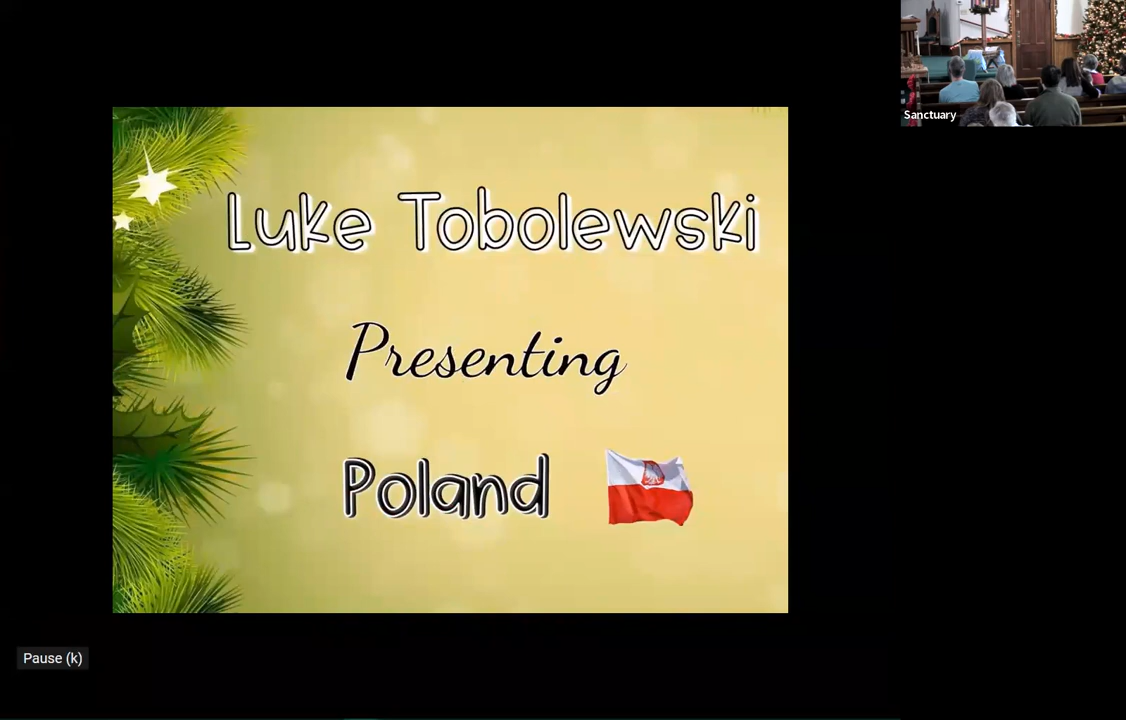 Luke Tobolewski
Presenting
Poland
Sanctuary
Pause (k)